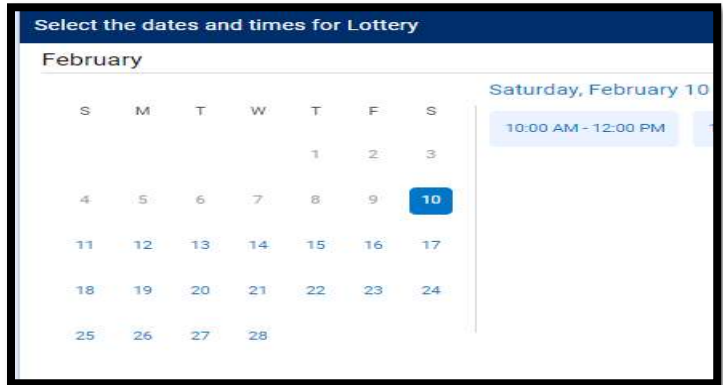 Select the dates and times for Lottery
February
Saturday, February 10
S M T W T F S
10:00 AM - 12:00 PM
1 2 3
4 5 6 7 8 9 10
11 12 13 14 15 16 17
18 19 20 21 22 23 24
25 26 27 28